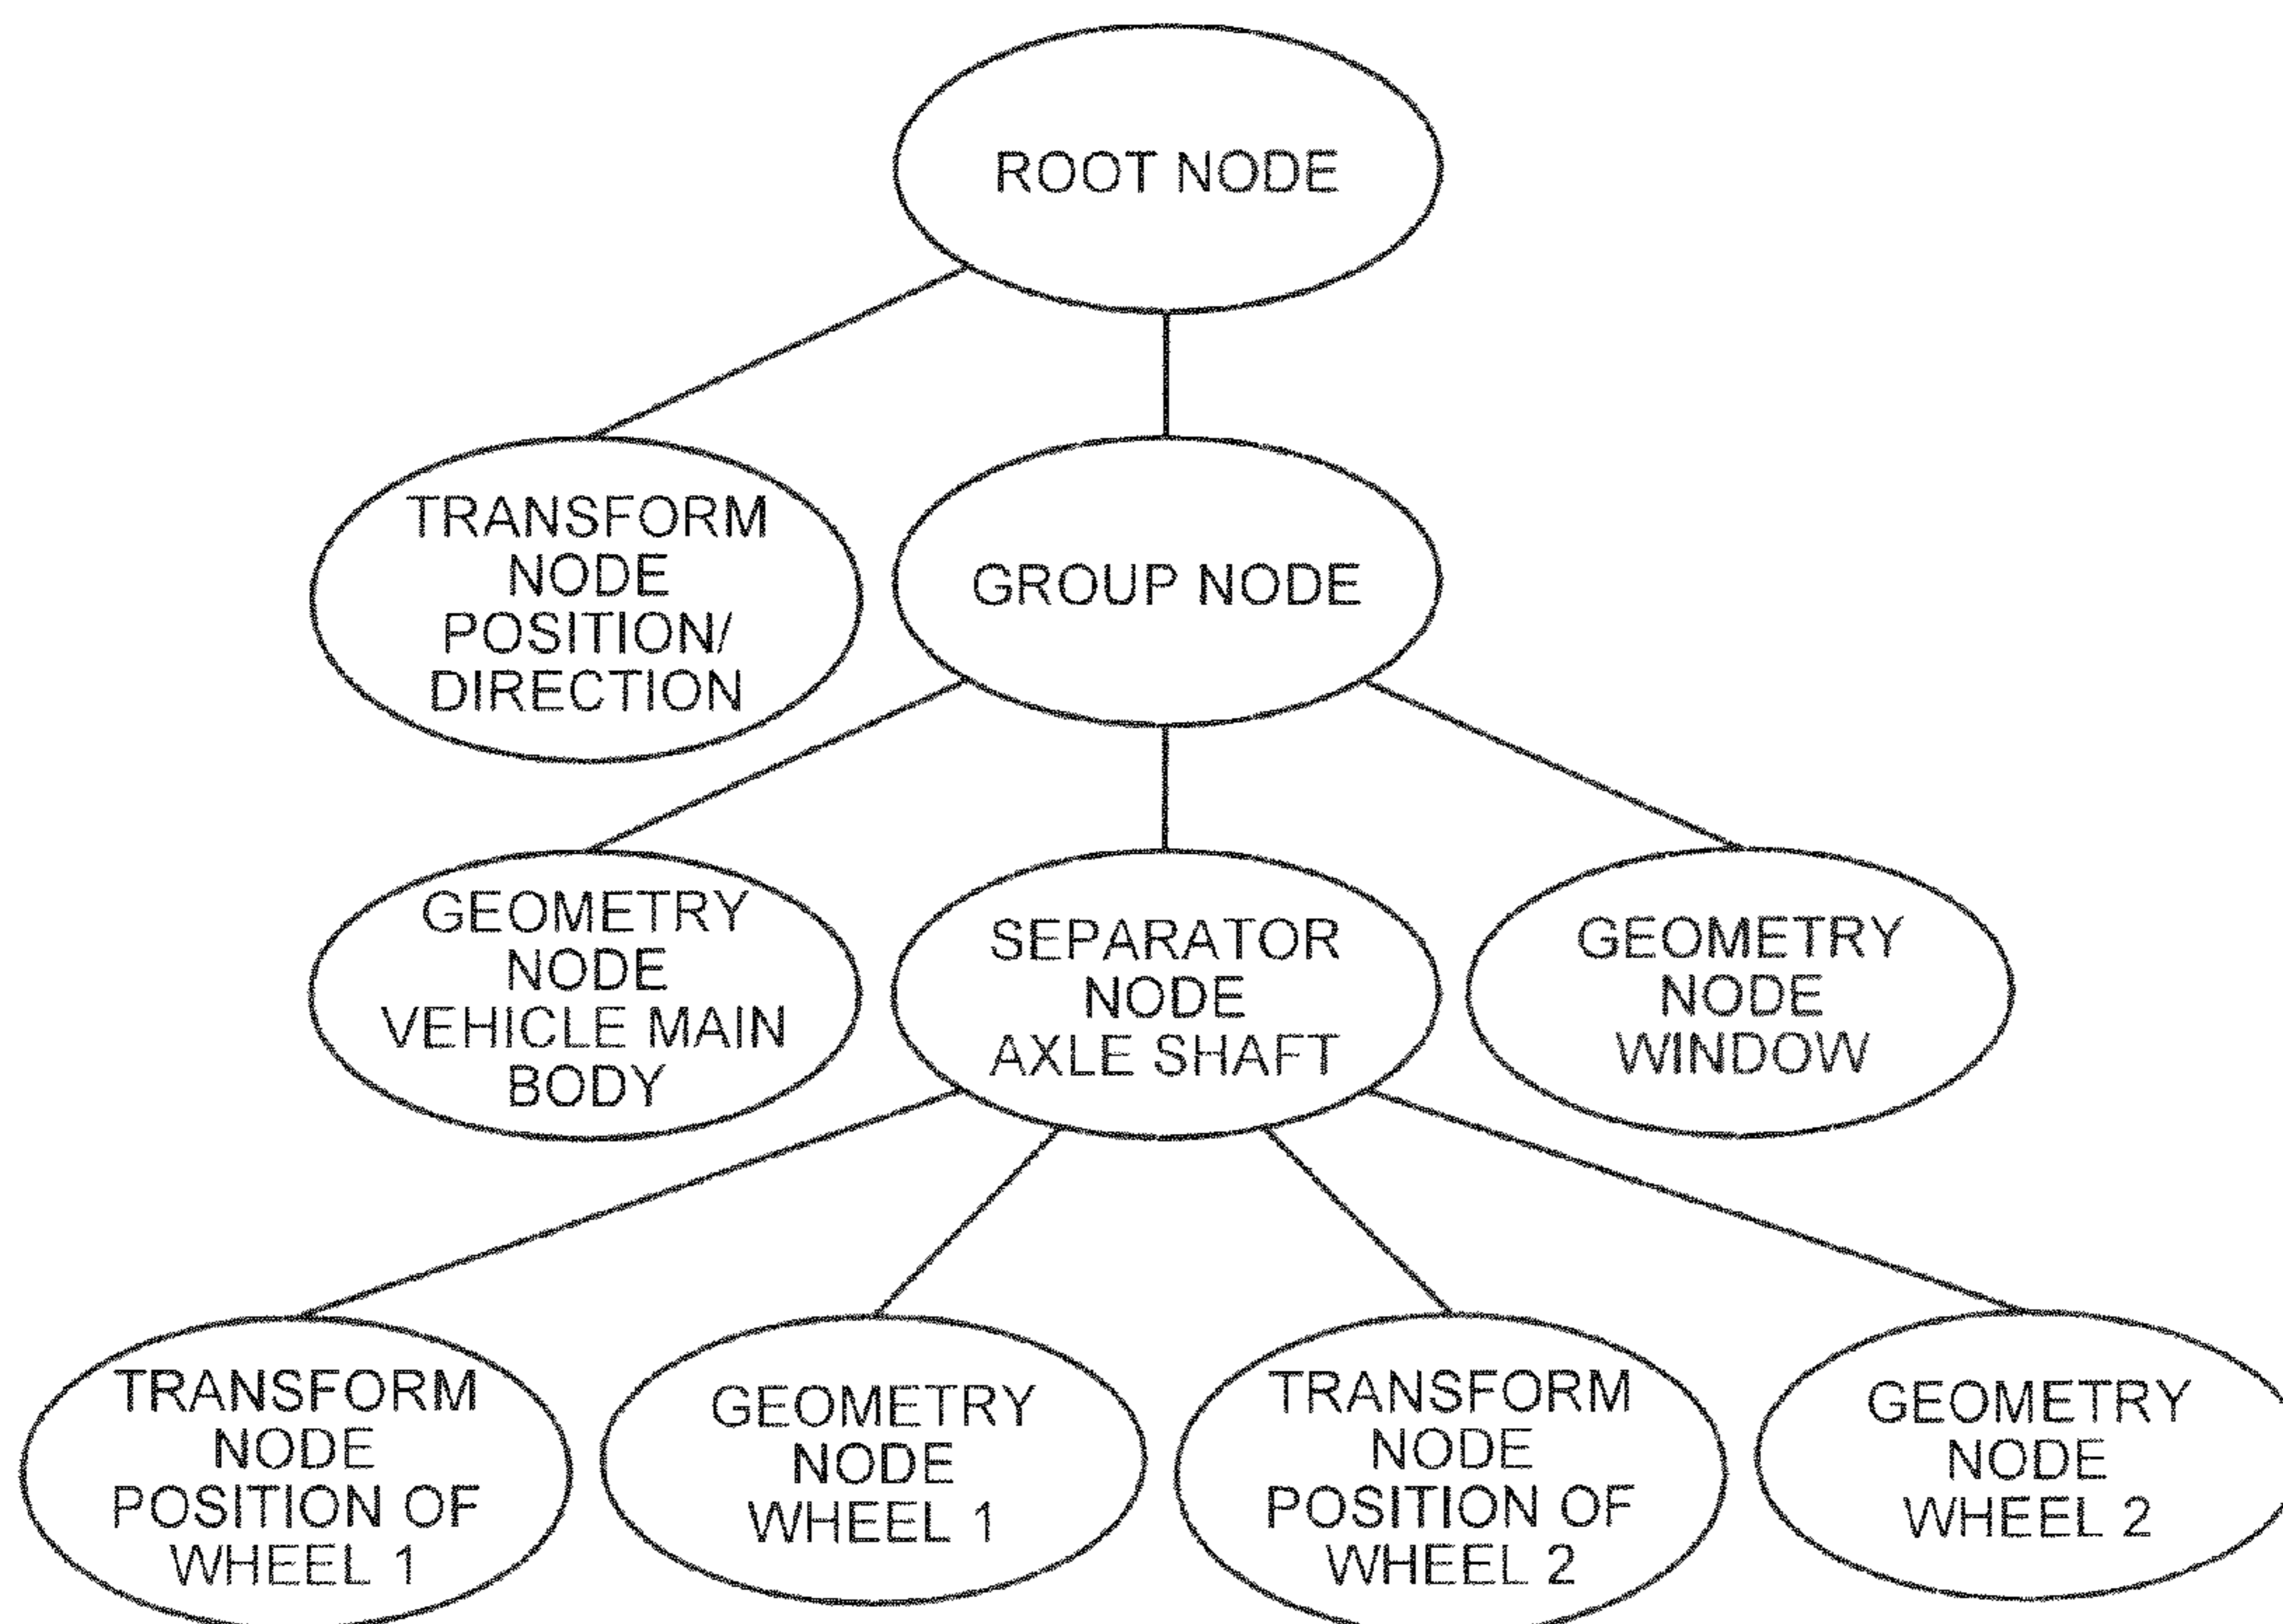 ROOT NODE
TRANSFORM
NODE
POSITION/
DIRECTION
GROUP NODE
GEOMETRY
NODE
VEHICLE MAIN
BODY
SEPARATOR
NODE
AXLE SHAFT
GEOMETRY
NODE
WINDOW
TRANSFORM
NODE
POSITION OF
WHEEL 1
GEOMETRY
NODE
WHEEL 1
TRANSFORM
NODE
POSITION OF
WHEEL 2
GEOMETRY
NODE
WHEEL 2